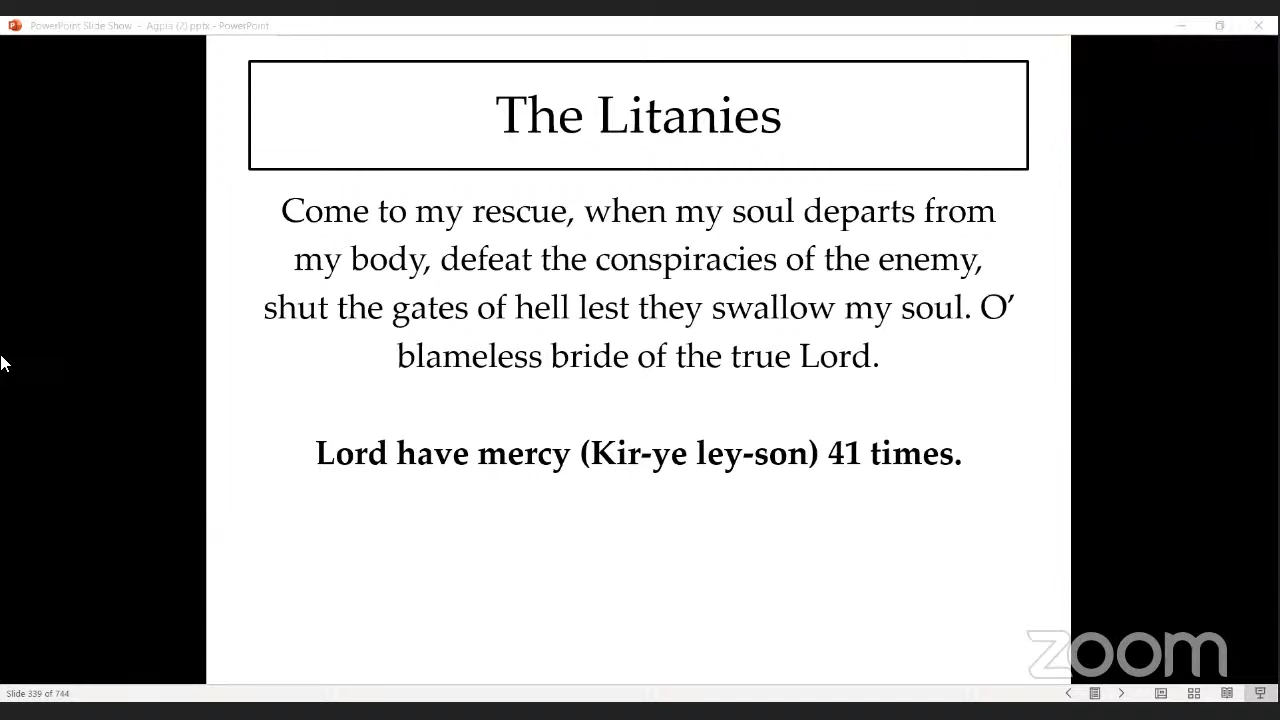 PowerPoint Slide Show - Agpia (2).pptx - PowerPoint
The Litanies
Come to my rescue, when my soul departs from
my body, defeat the conspiracies of the enemy,
shut the gates of hell lest they swallow my soul. O’
blameless bride of the true Lord.
Lord have mercy (Kir-ye ley-son) 41 times.
zoom
Slide 339 of 744